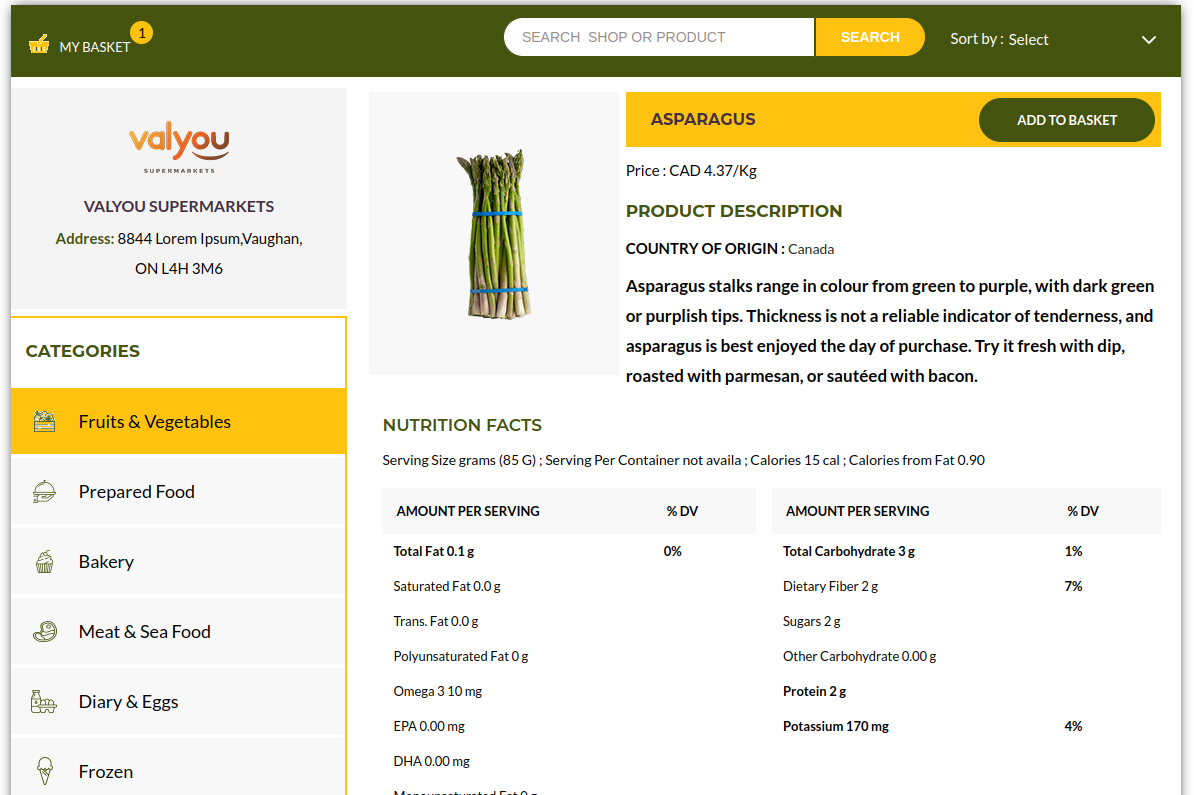 MY BASKET
1
SEARCH SHOP OR PRODUCT
SEARCH
Sort by : Select
valyou
SUPERMARKETS
VALYOU SUPERMARKETS
Address: 8844 Lorem Ipsum,Vaughan,
ON L4H 3M6
CATEGORIES
Fruits & Vegetables
Prepared Food
Bakery
Meat & Sea Food
Diary & Eggs
Frozen
ASPARAGUS
ADD TO BASKET
Price : CAD 4.37/Kg
PRODUCT DESCRIPTION
COUNTRY OF ORIGIN : Canada
Asparagus stalks range in colour from green to purple, with dark green
or purplish tips. Thickness is not a reliable indicator of tenderness, and
asparagus is best enjoyed the day of purchase. Try it fresh with dip,
roasted with parmesan, or sautéed with bacon.
NUTRITION FACTS
Serving Size grams (85 G) ; Serving Per Container not availa ; Calories 15 cal ; Calories from Fat 0.90
AMOUNT PER SERVING % DV
Total Fat 0.1 g 0%
Saturated Fat 0.0 g
Trans. Fat 0.0 g
Polyunsaturated Fat 0 g
Omega 3 10 mg
EPA 0.00 mg
DHA 0.00 mg
Monounsaturated Fat 0 g
AMOUNT PER SERVING % DV
Total Carbohydrate 3 g 1%
Dietary Fiber 2 g 7%
Sugars 2 g
Other Carbohydrate 0.00 g
Protein 2 g
Potassium 170 mg 4%